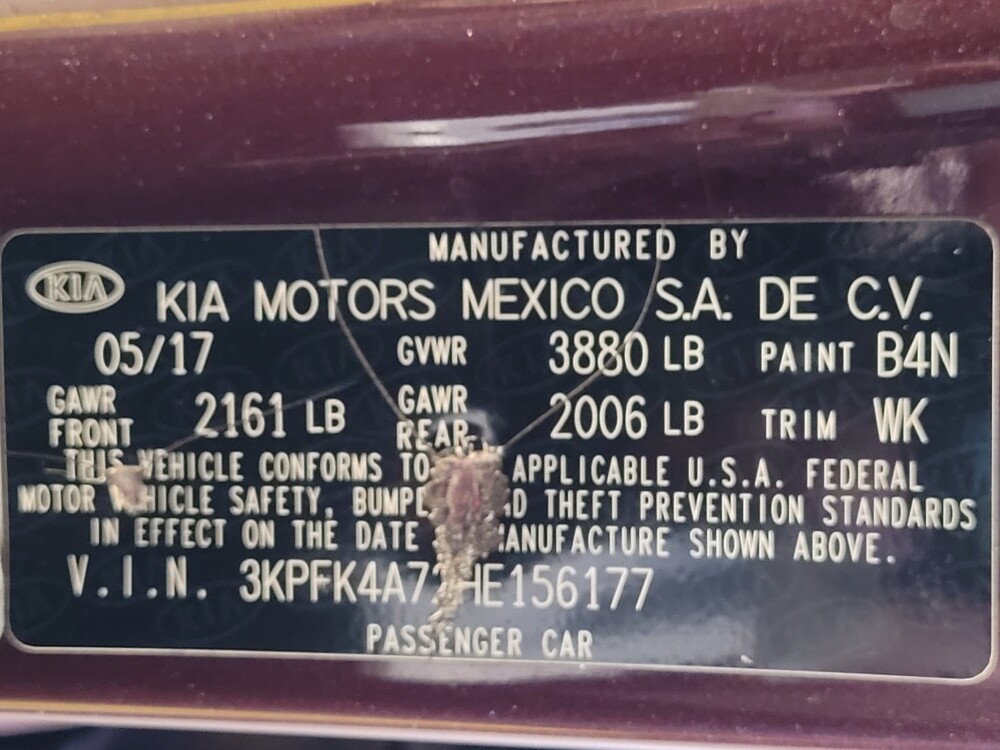 MANUFACTURED BY
KIA
KIA MOTORS MEXICO S.A. DE C.V.
05/17 GVWR 3880 LB PAINT B4N
GAWR FRONT 2161 LB GAWR REAR 2006 LB TRIM WK
THIS VEHICLE CONFORMS TO APPLICABLE U.S.A. FEDERAL
MOTOR VEHICLE SAFETY, THEFT PREVENTION STANDARDS
IN EFFECT ON THE DATE MANUFACTURE SHOWN ABOVE.
V.I.N.
PASSENGER CAR